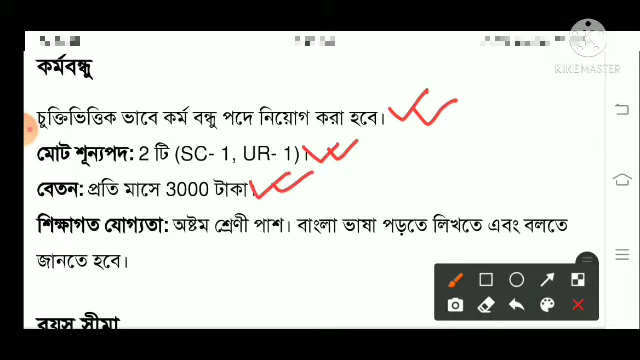 KINEMASTER
কর্মবন্ধু
চুক্তিভিত্তিক ভাবে কর্ম বন্ধু পদে নিয়োগ করা হবে।
মোট শূন্যপদ: 2 টি (SC- 1, UR- 1)।
বেতন: প্রতি মাসে 3000 টাকা।
শিক্ষাগত যোগ্যতা: অষ্টম শ্রেণী পাশ। বাংলা ভাষা পড়তে লিখতে এবং বলতে
জানতে হবে।
বয়স সীমা